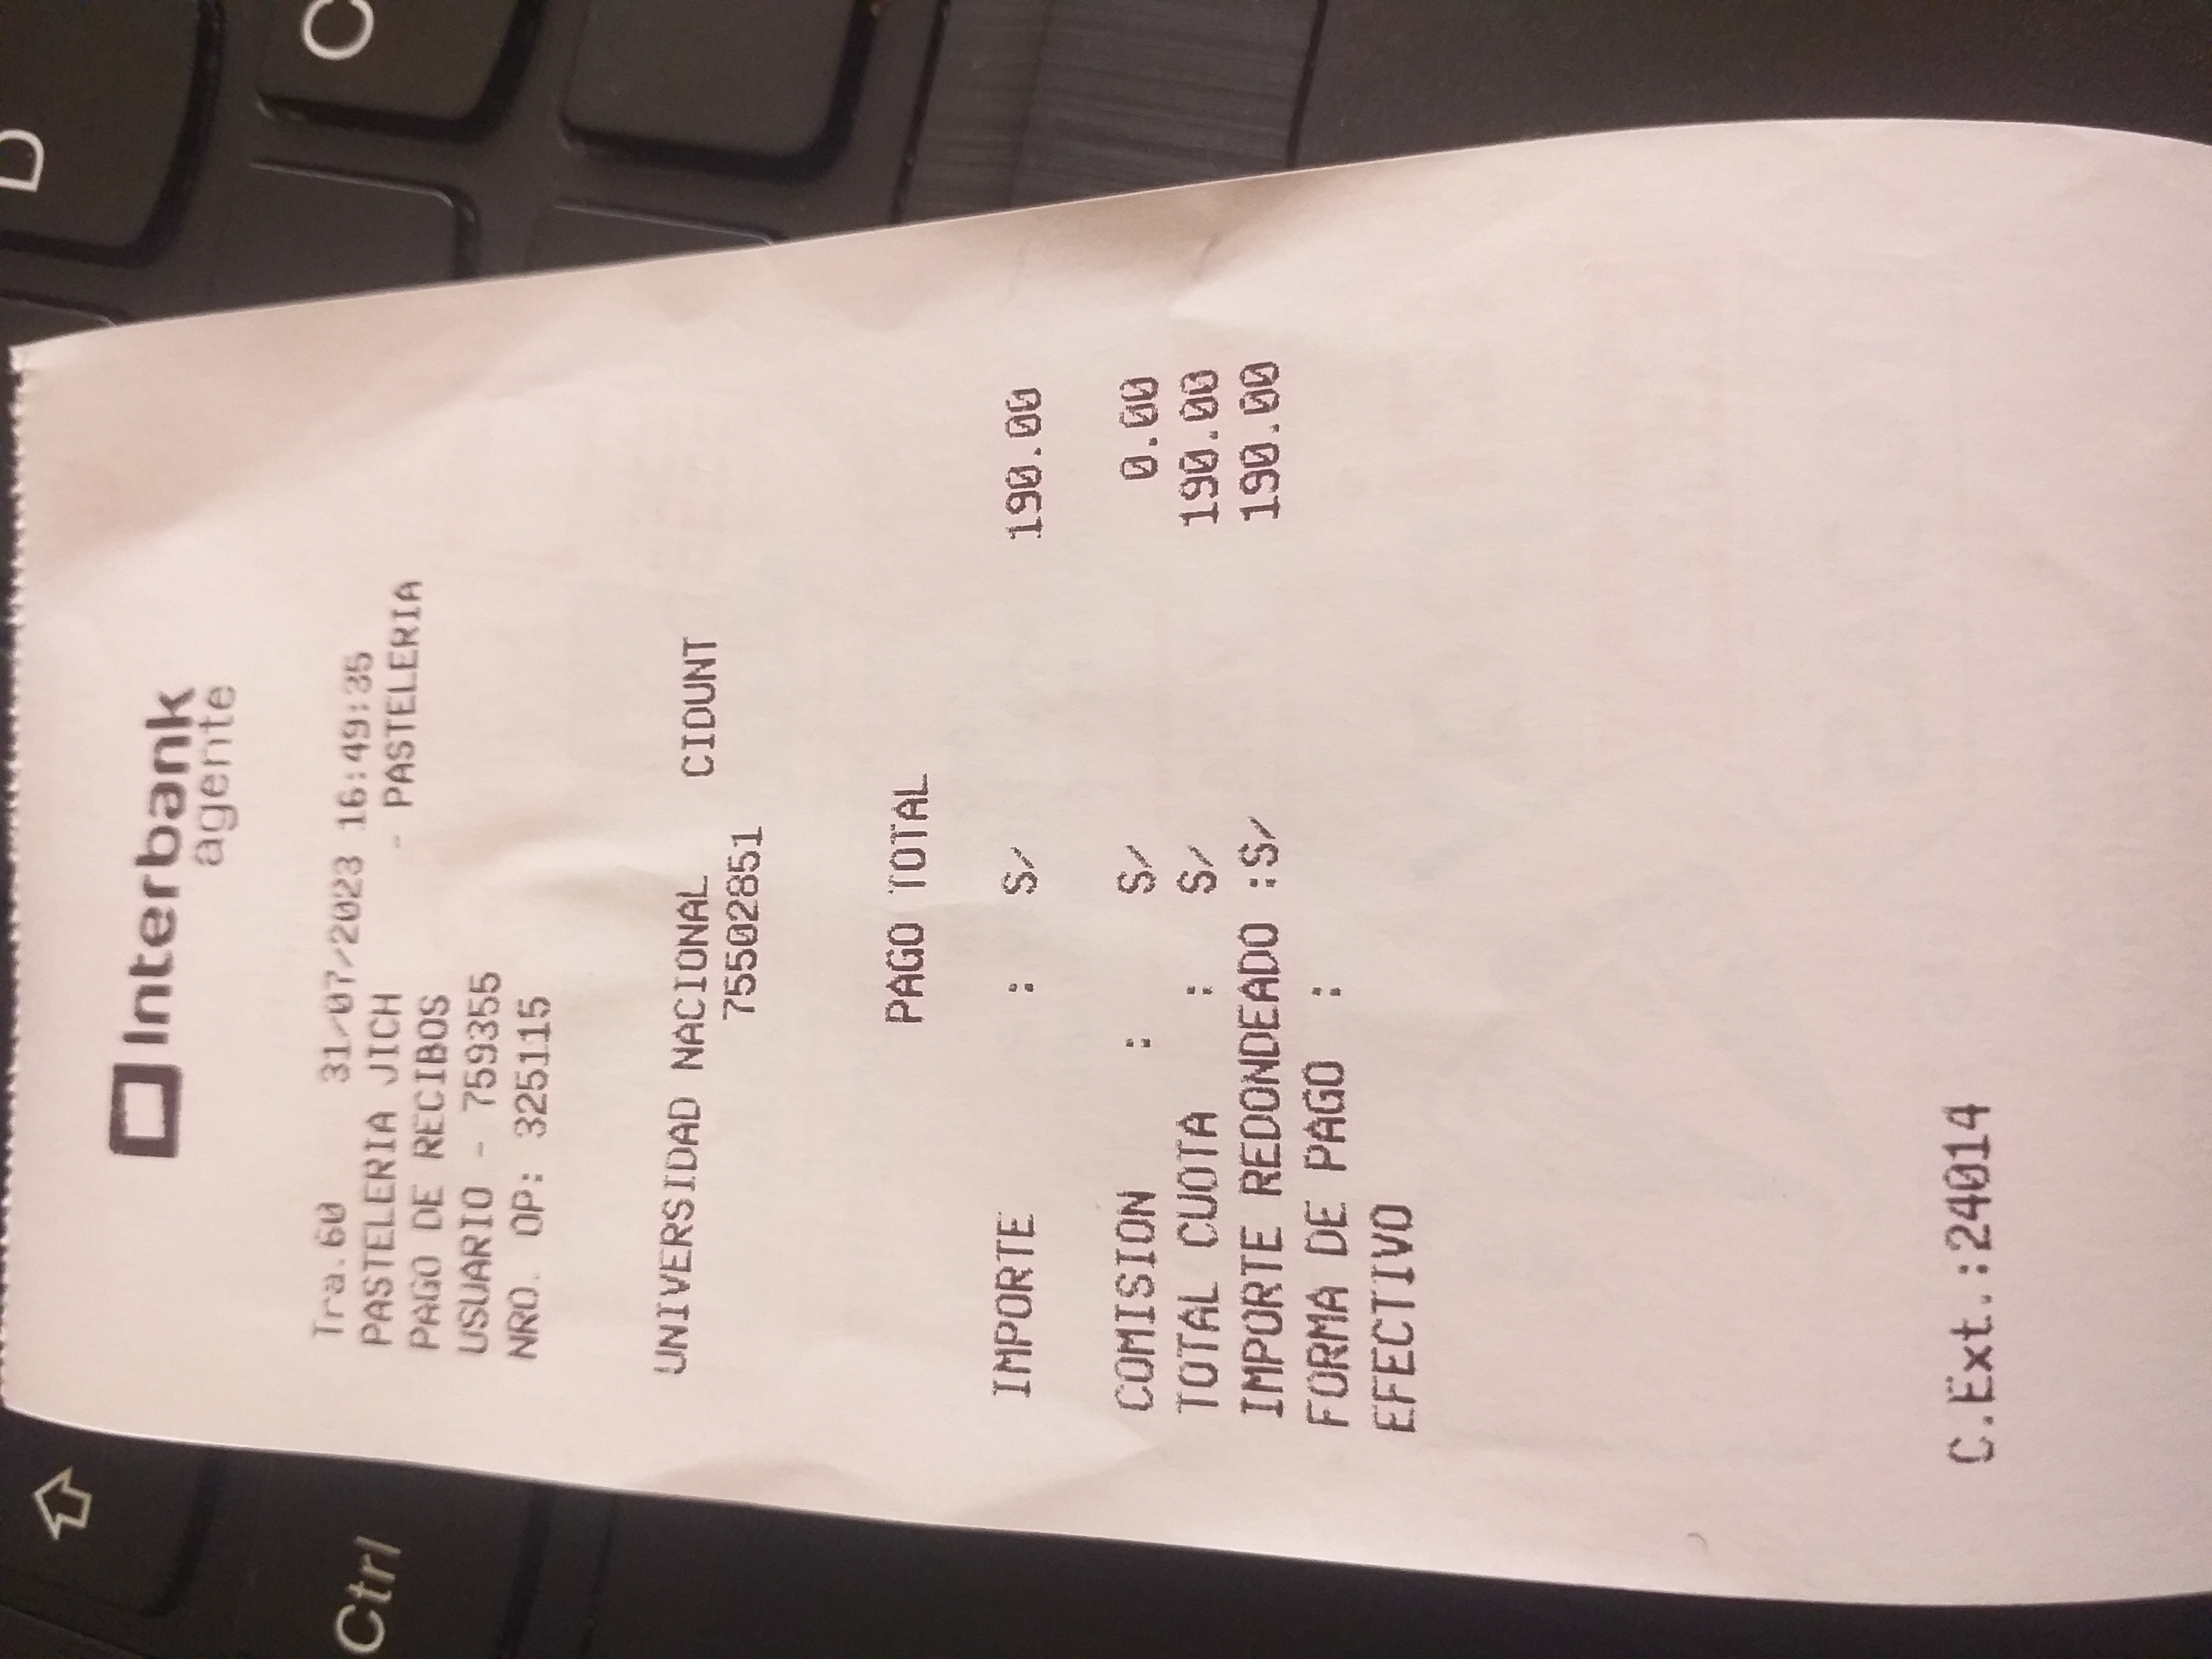 Interbank
agente
Tra.60 31/07/2023 16:49:35
PASTELERIA JICH - PASTELERIA
PAGO DE RECIBOS
USUARIO - 759355
NRO. OP: 325115
UNIVERSIDAD NACIONAL CIDUNT
75502851
PAGO TOTAL
IMPORTE : S/ 190.00
COMISION : S/ 0.00
TOTAL CUOTA : S/ 190.00
IMPORTE REDONDEADO :S/ 190.00
FORMA DE PAGO :
EFECTIVO
C.Ext.:24014
D
C
Ctrl